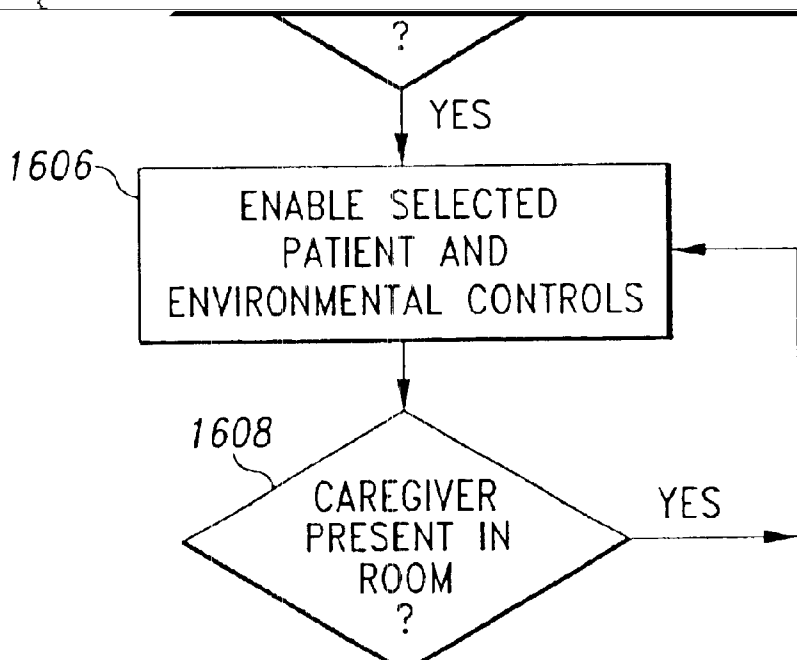 ?
YES
1606
ENABLE SELECTED
PATIENT AND
ENVIRONMENTAL CONTROLS
1608
CAREGIVER
PRESENT IN
ROOM
?
YES